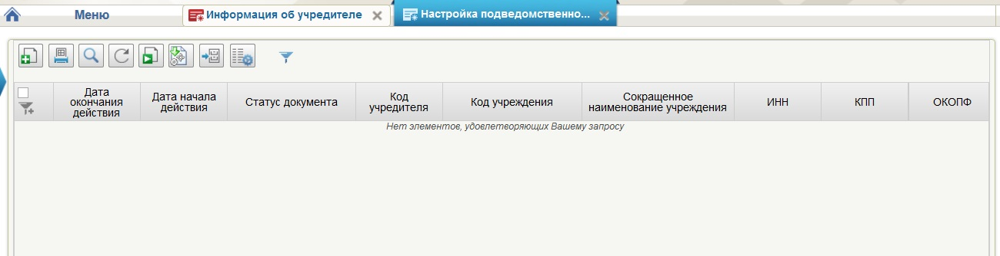 Меню
Информация об учредителе
Настройка подведомственно...
Дата
окончания
действия
Дата начала
действия
Статус документа
Код
учредителя
Код учреждения
Сокращенное
наименование учреждения
ИНН
КПП
ОКОПФ
Нет элементов, удовлетворяющих Вашему запросу